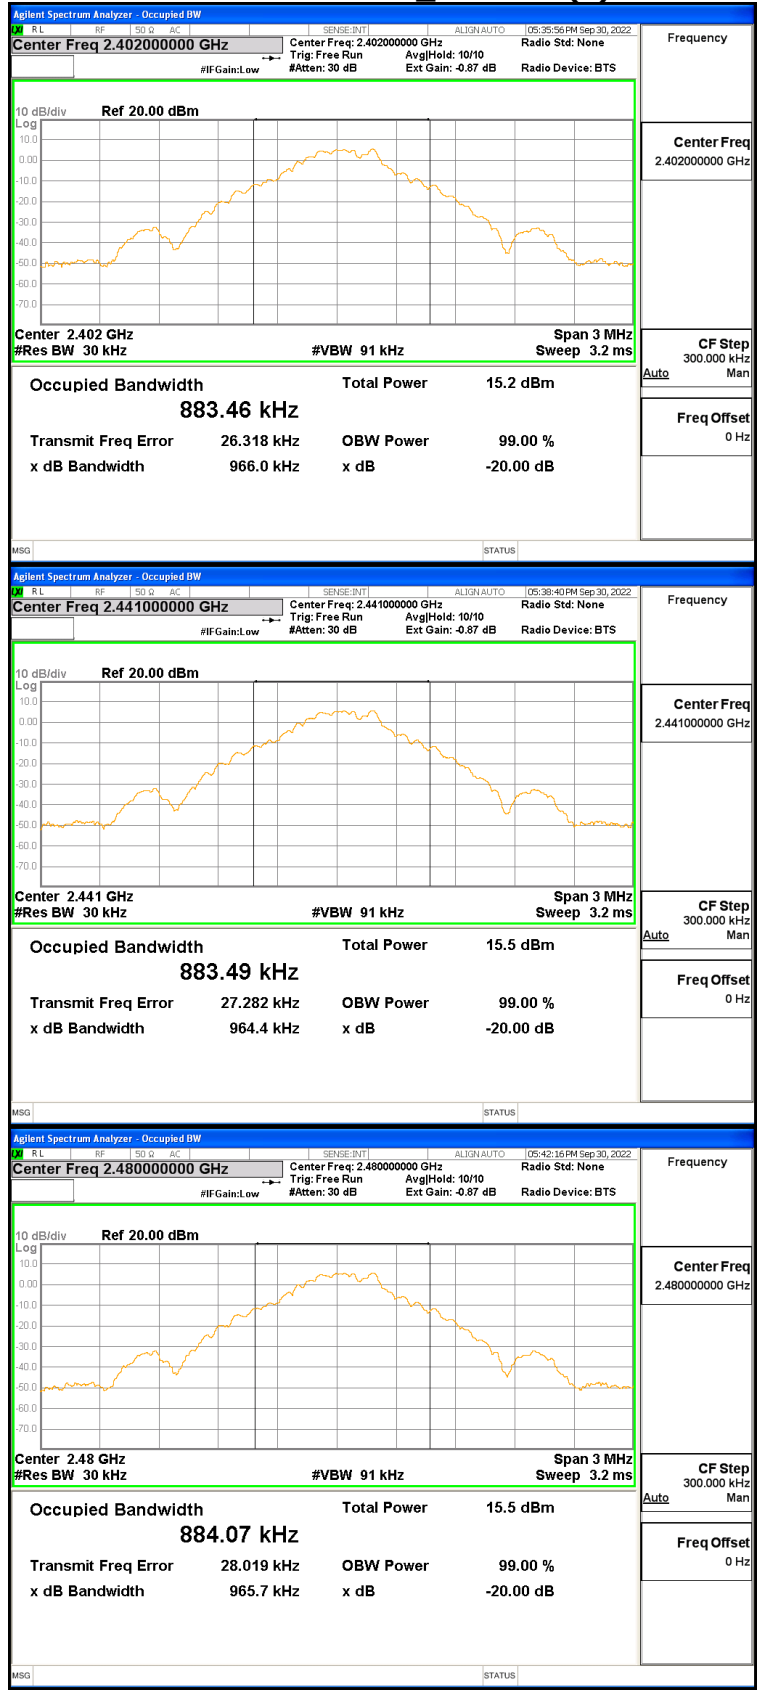 Agilent Spectrum Analyzer - Occupied BW
LXI RL RF 50 Ω AC SENSE:INT ALIGN AUTO 05:35:56 PM Sep 30, 2022
Center Freq 2.402000000 GHz
Center Freq: 2.402000000 GHz Radio Std: None
Trig: Free Run Avg|Hold: 10/10
#IFGain:Low #Atten: 30 dB Ext Gain: -0.87 dB Radio Device: BTS
Frequency
10 dB/div Ref 20.00 dBm
Log
10.0
0.00
-10.0
-20.0
-30.0
-40.0
-50.0
-60.0
-70.0
Center 2.402 GHz Span 3 MHz
#Res BW 30 kHz #VBW 91 kHz Sweep 3.2 ms
Center Freq
2.402000000 GHz
CF Step
300.000 kHz
Auto Man
Freq Offset
0 Hz
Occupied Bandwidth Total Power 15.2 dBm
883.46 kHz
Transmit Freq Error 26.318 kHz OBW Power 99.00 %
x dB Bandwidth 966.0 kHz x dB -20.00 dB
MSG STATUS
Agilent Spectrum Analyzer - Occupied BW
LXI RL RF 50 Ω AC SENSE:INT ALIGN AUTO 05:38:40 PM Sep 30, 2022
Center Freq 2.441000000 GHz
Center Freq: 2.441000000 GHz Radio Std: None
Trig: Free Run Avg|Hold: 10/10
#IFGain:Low #Atten: 30 dB Ext Gain: -0.87 dB Radio Device: BTS
Frequency
10 dB/div Ref 20.00 dBm
Log
10.0
0.00
-10.0
-20.0
-30.0
-40.0
-50.0
-60.0
-70.0
Center 2.441 GHz Span 3 MHz
#Res BW 30 kHz #VBW 91 kHz Sweep 3.2 ms
Center Freq
2.441000000 GHz
CF Step
300.000 kHz
Auto Man
Freq Offset
0 Hz
Occupied Bandwidth Total Power 15.5 dBm
883.49 kHz
Transmit Freq Error 27.282 kHz OBW Power 99.00 %
x dB Bandwidth 964.4 kHz x dB -20.00 dB
MSG STATUS
Agilent Spectrum Analyzer - Occupied BW
LXI RL RF 50 Ω AC SENSE:INT ALIGN AUTO 05:42:16 PM Sep 30, 2022
Center Freq 2.480000000 GHz
Center Freq: 2.480000000 GHz Radio Std: None
Trig: Free Run Avg|Hold: 10/10
#IFGain:Low #Atten: 30 dB Ext Gain: -0.87 dB Radio Device: BTS
Frequency
10 dB/div Ref 20.00 dBm
Log
10.0
0.00
-10.0
-20.0
-30.0
-40.0
-50.0
-60.0
-70.0
Center 2.48 GHz Span 3 MHz
#Res BW 30 kHz #VBW 91 kHz Sweep 3.2 ms
Center Freq
2.480000000 GHz
CF Step
300.000 kHz
Auto Man
Freq Offset
0 Hz
Occupied Bandwidth Total Power 15.5 dBm
884.07 kHz
Transmit Freq Error 28.019 kHz OBW Power 99.00 %
x dB Bandwidth 965.7 kHz x dB -20.00 dB
MSG STATUS